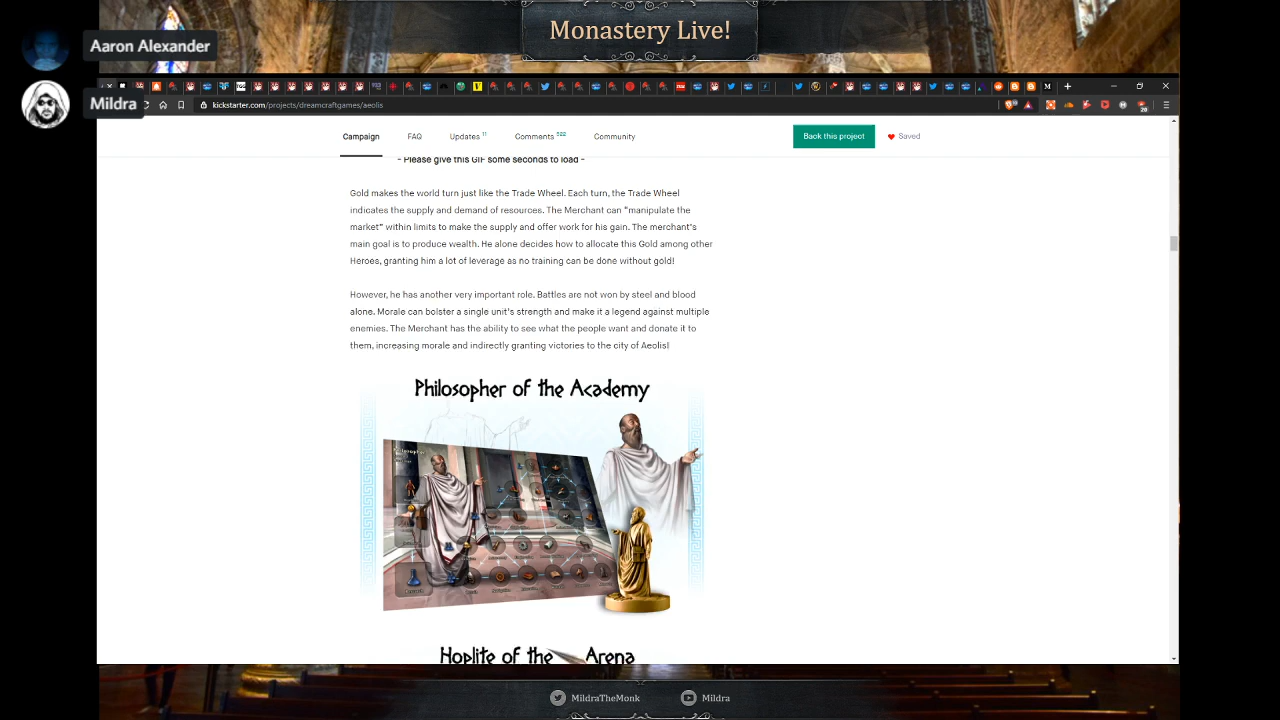 Monastery Live!
Aaron Alexander
Mildra
kickstarter.com/projects/dreamcraftgames/aeolis
Campaign
FAQ
Updates 11
Comments 522
Community
Back this project
Saved
- Please give this GIF some seconds to load -
Gold makes the world turn just like the Trade Wheel. Each turn, the Trade Wheel
indicates the supply and demand of resources. The Merchant can "manipulate the
market" within limits to make the supply and offer work for his gain. The merchant's
main goal is to produce wealth. He alone decides how to allocate this Gold among other
Heroes, granting him a lot of leverage as no training can be done without gold!
However, he has another very important role. Battles are not won by steel and blood
alone. Morale can bolster a single unit's strength and make it a legend against multiple
enemies. The Merchant has the ability to see what the people want and donate it to
them, increasing morale and indirectly granting victories to the city of Aeolis!
Philosopher of the Academy
Hoplite of the Arena
MildraTheMonk
Mildra